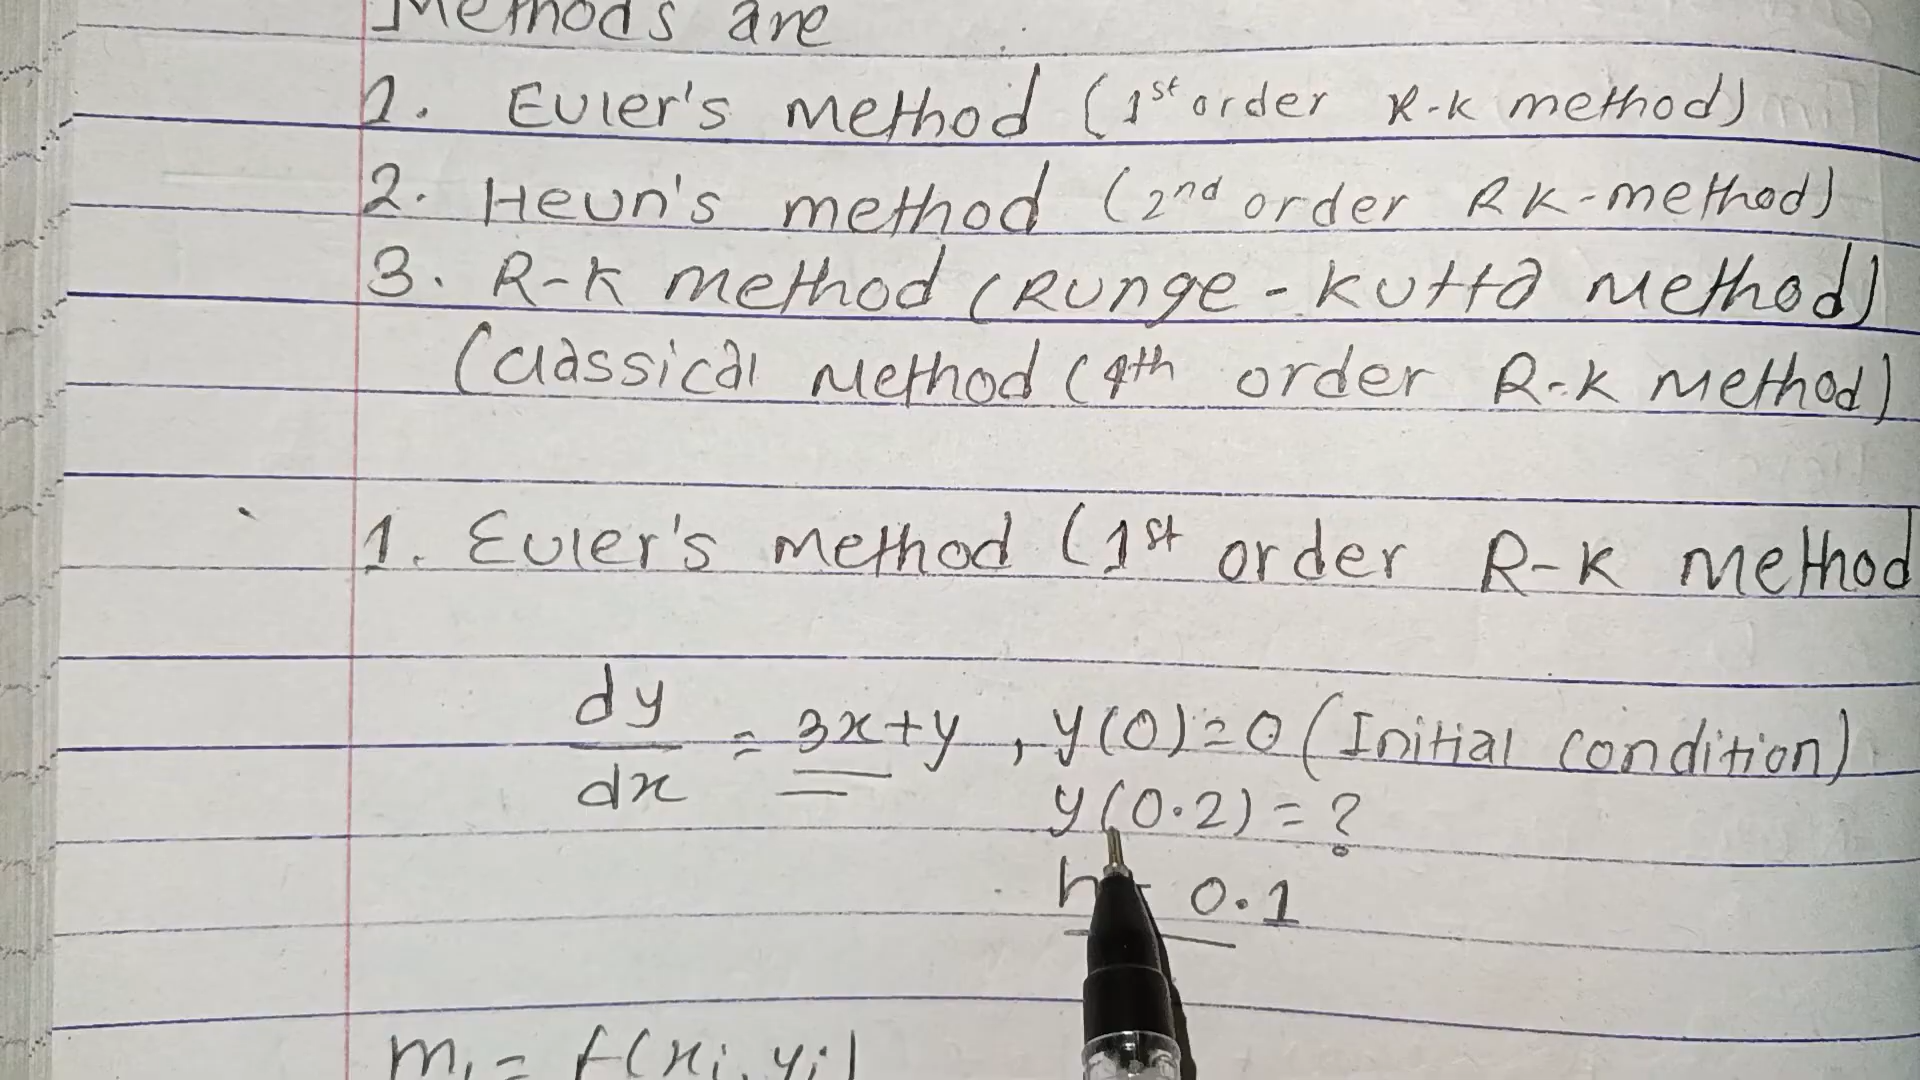 Methods are
1. Euler's method (1st order R-K method)
2. Heun's method (2nd order RK-method)
3. R-K method (Runge-Kutta Method)
(Classical Method (4th order R-K Method)
1. Euler's method (1st order R-K Method
dy/dx = 3x+y, y(0)=0 (Initial condition)
y(0.2) = ?
h = 0.1
m1 = f(xi, yi)